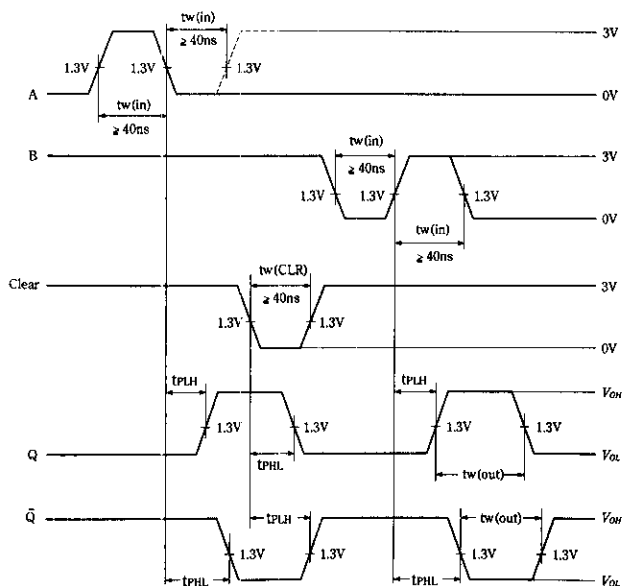 tw(in)
≧ 40ns
3V
1.3V 1.3V 1.3V
A 0V
tw(in)
≧ 40ns
tw(in)
B 3V
≧ 40ns
1.3V 1.3V 1.3V
0V
tw(in)
≧ 40ns
tw(CLR)
Clear 3V
≧ 40ns
1.3V 1.3V
0V
tPLH tPLH VOH
1.3V 1.3V 1.3V 1.3V
Q tPHL VOL
tw(out)
Q̄ tPLH tw(out) VOH
1.3V 1.3V 1.3V 1.3V
tPHL tPHL VOL